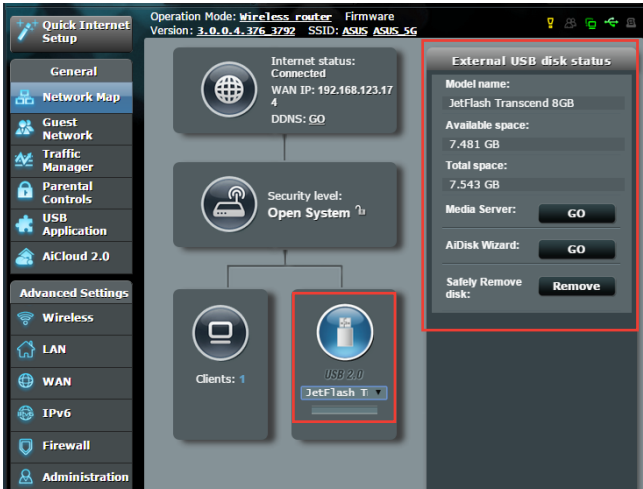 Quick Internet
Setup
Operation Mode: Wireless router Firmware
Version: 3.0.0.4.376_3792 SSID: ASUS ASUS_5G
General
Network Map
Guest
Network
Traffic
Manager
Parental
Controls
USB
Application
AiCloud 2.0
Advanced Settings
Wireless
LAN
WAN
IPv6
Firewall
Administration
Internet status:
Connected
WAN IP: 192.168.123.17
4
DDNS: GO
Security level:
Open System
Clients: 1
USB 2.0
JetFlash T
External USB disk status
Model name:
JetFlash Transcend 8GB
Available space:
7.481 GB
Total space:
7.543 GB
Media Server: GO
AiDisk Wizard: GO
Safely Remove
disk: Remove